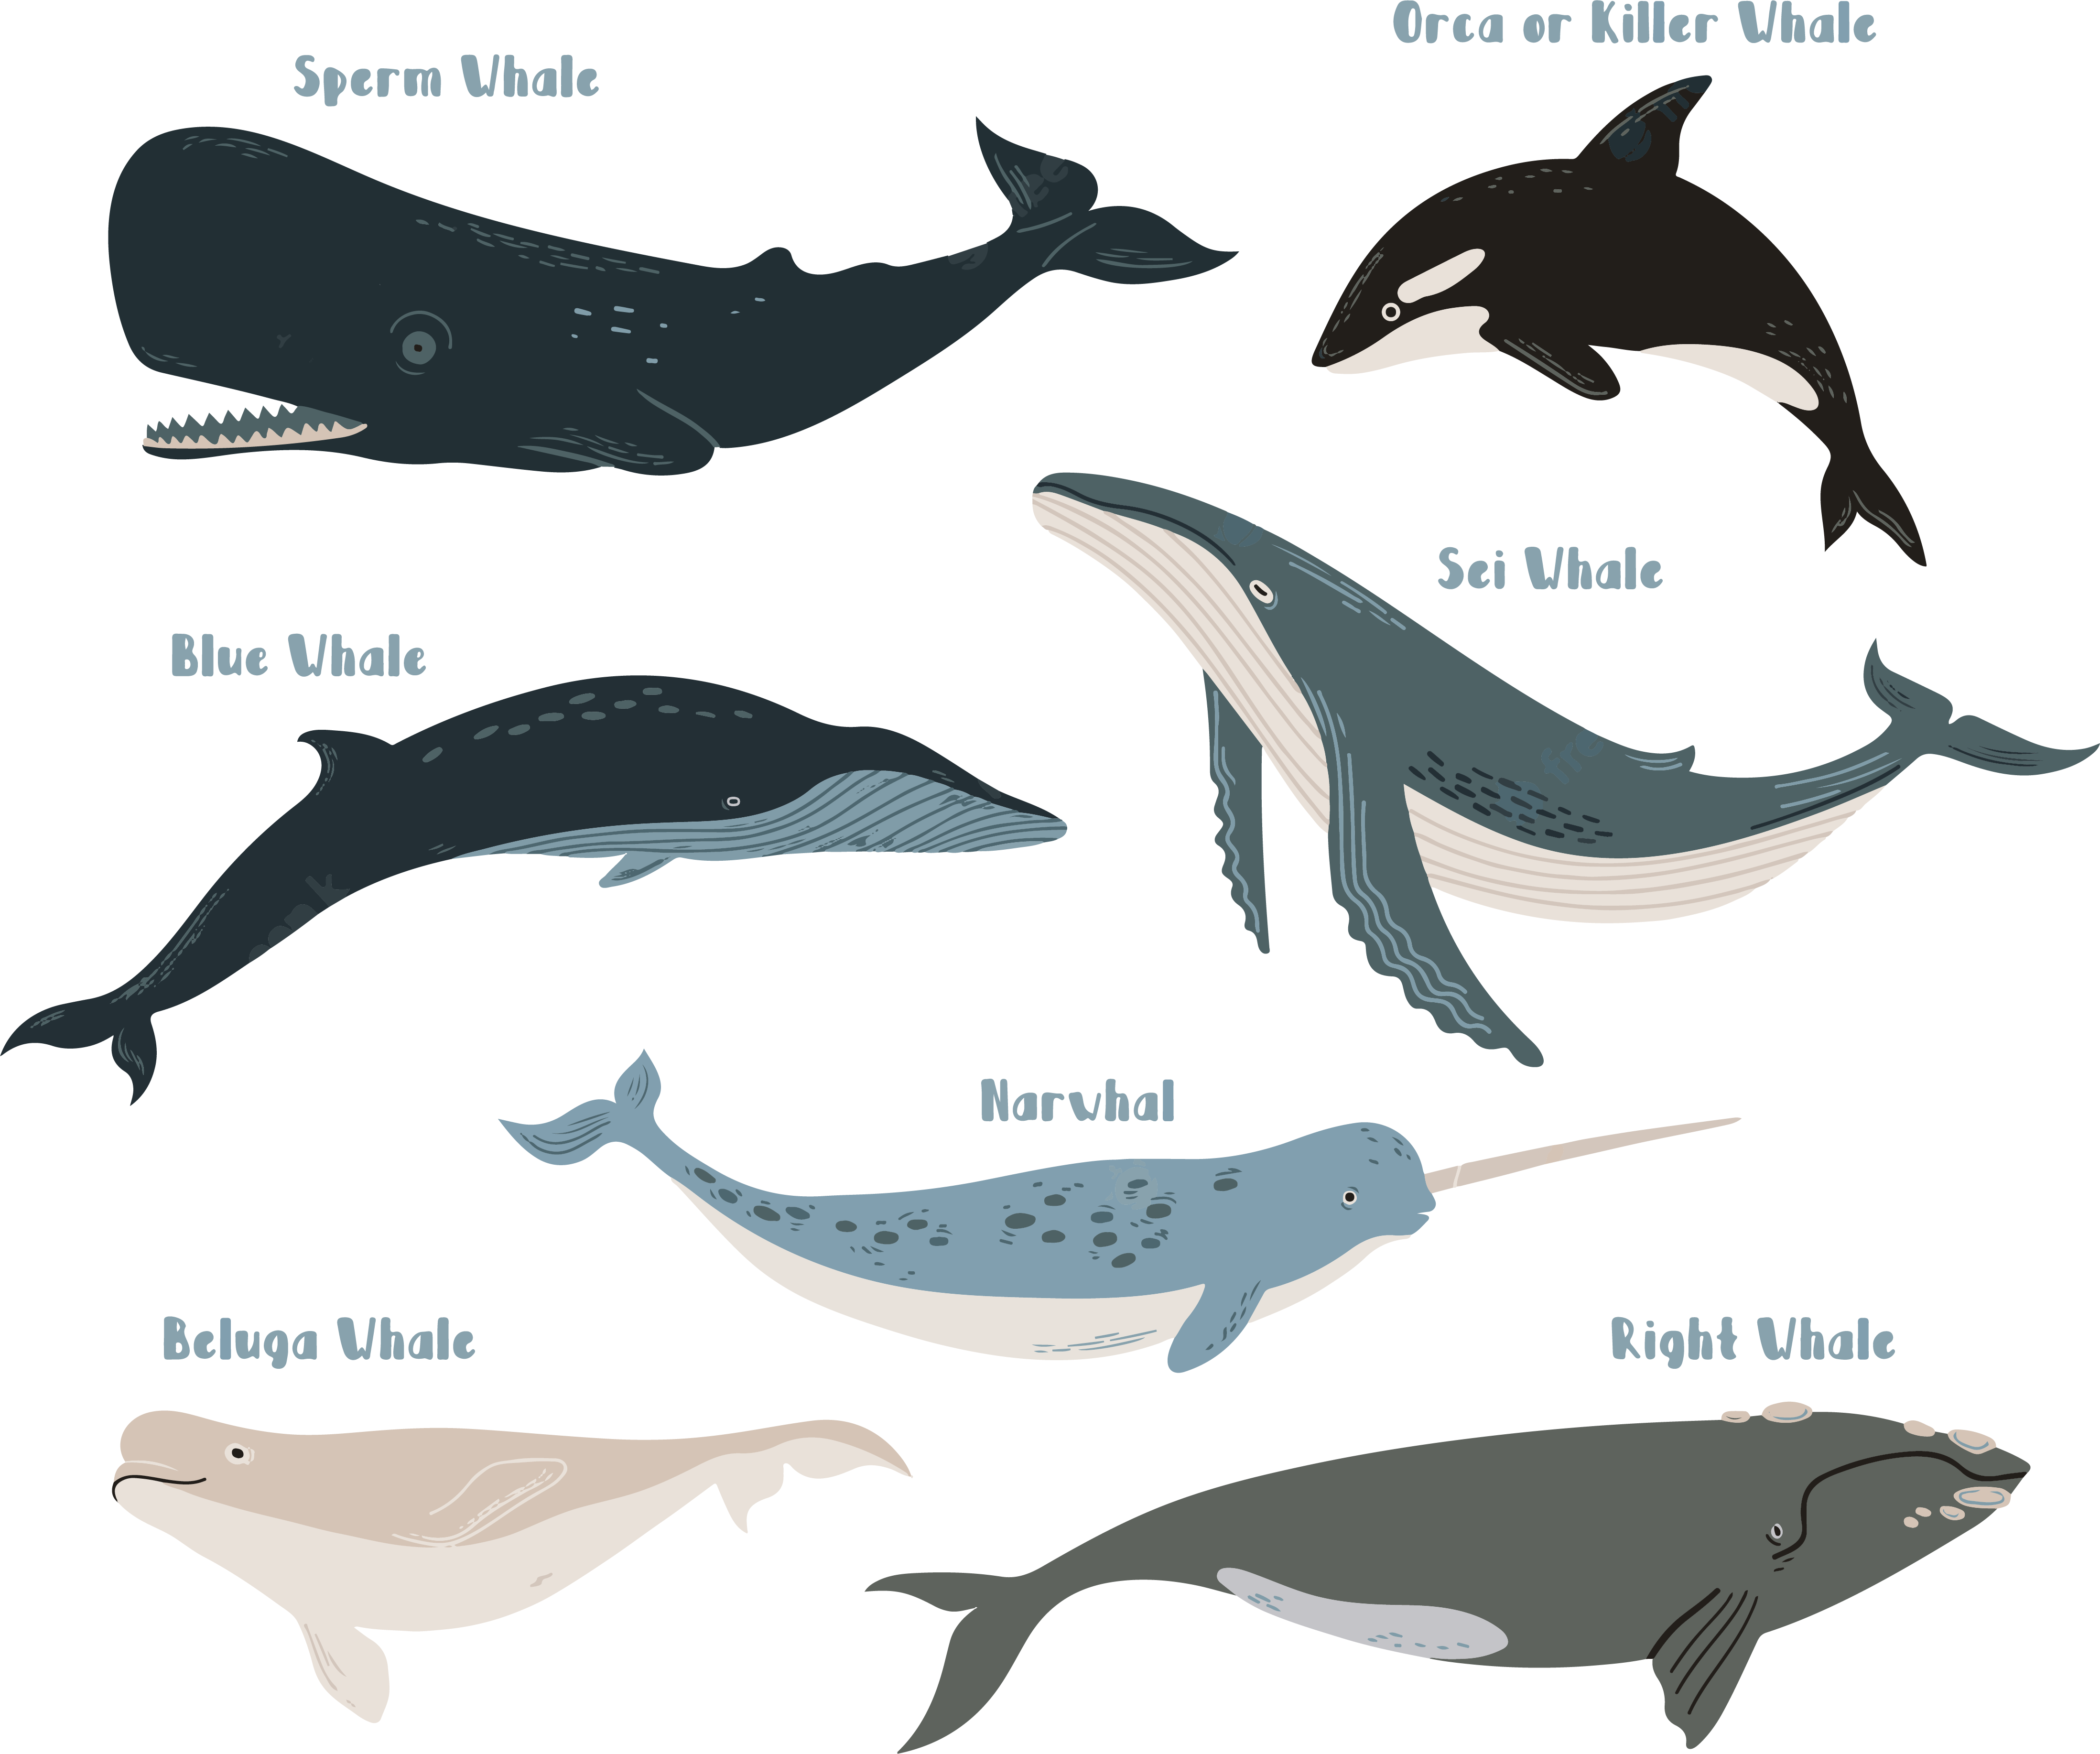 Orca or Killer Whale
Sperm Whale
Sei Whale
Blue Whale
Narwhal
Beluga Whale
Right Whale